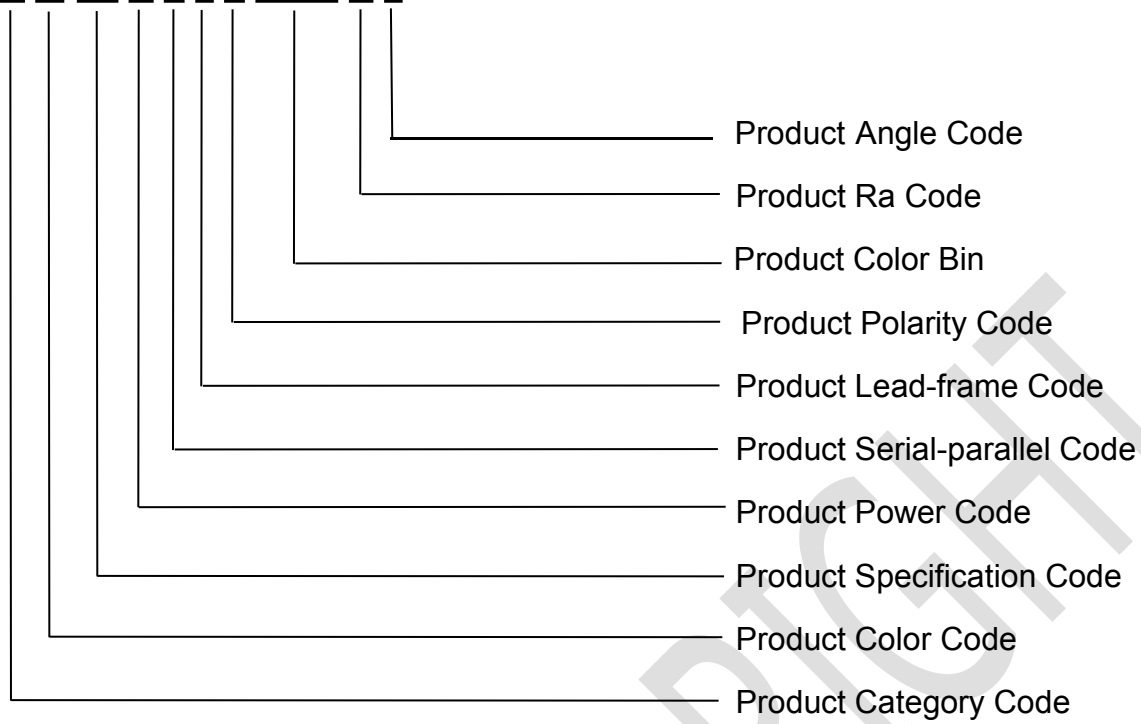 Product Angle Code
Product Ra Code
Product Color Bin
Product Polarity Code
Product Lead-frame Code
Product Serial-parallel Code
Product Power Code
Product Specification Code
Product Color Code
Product Category Code
PRIGHT